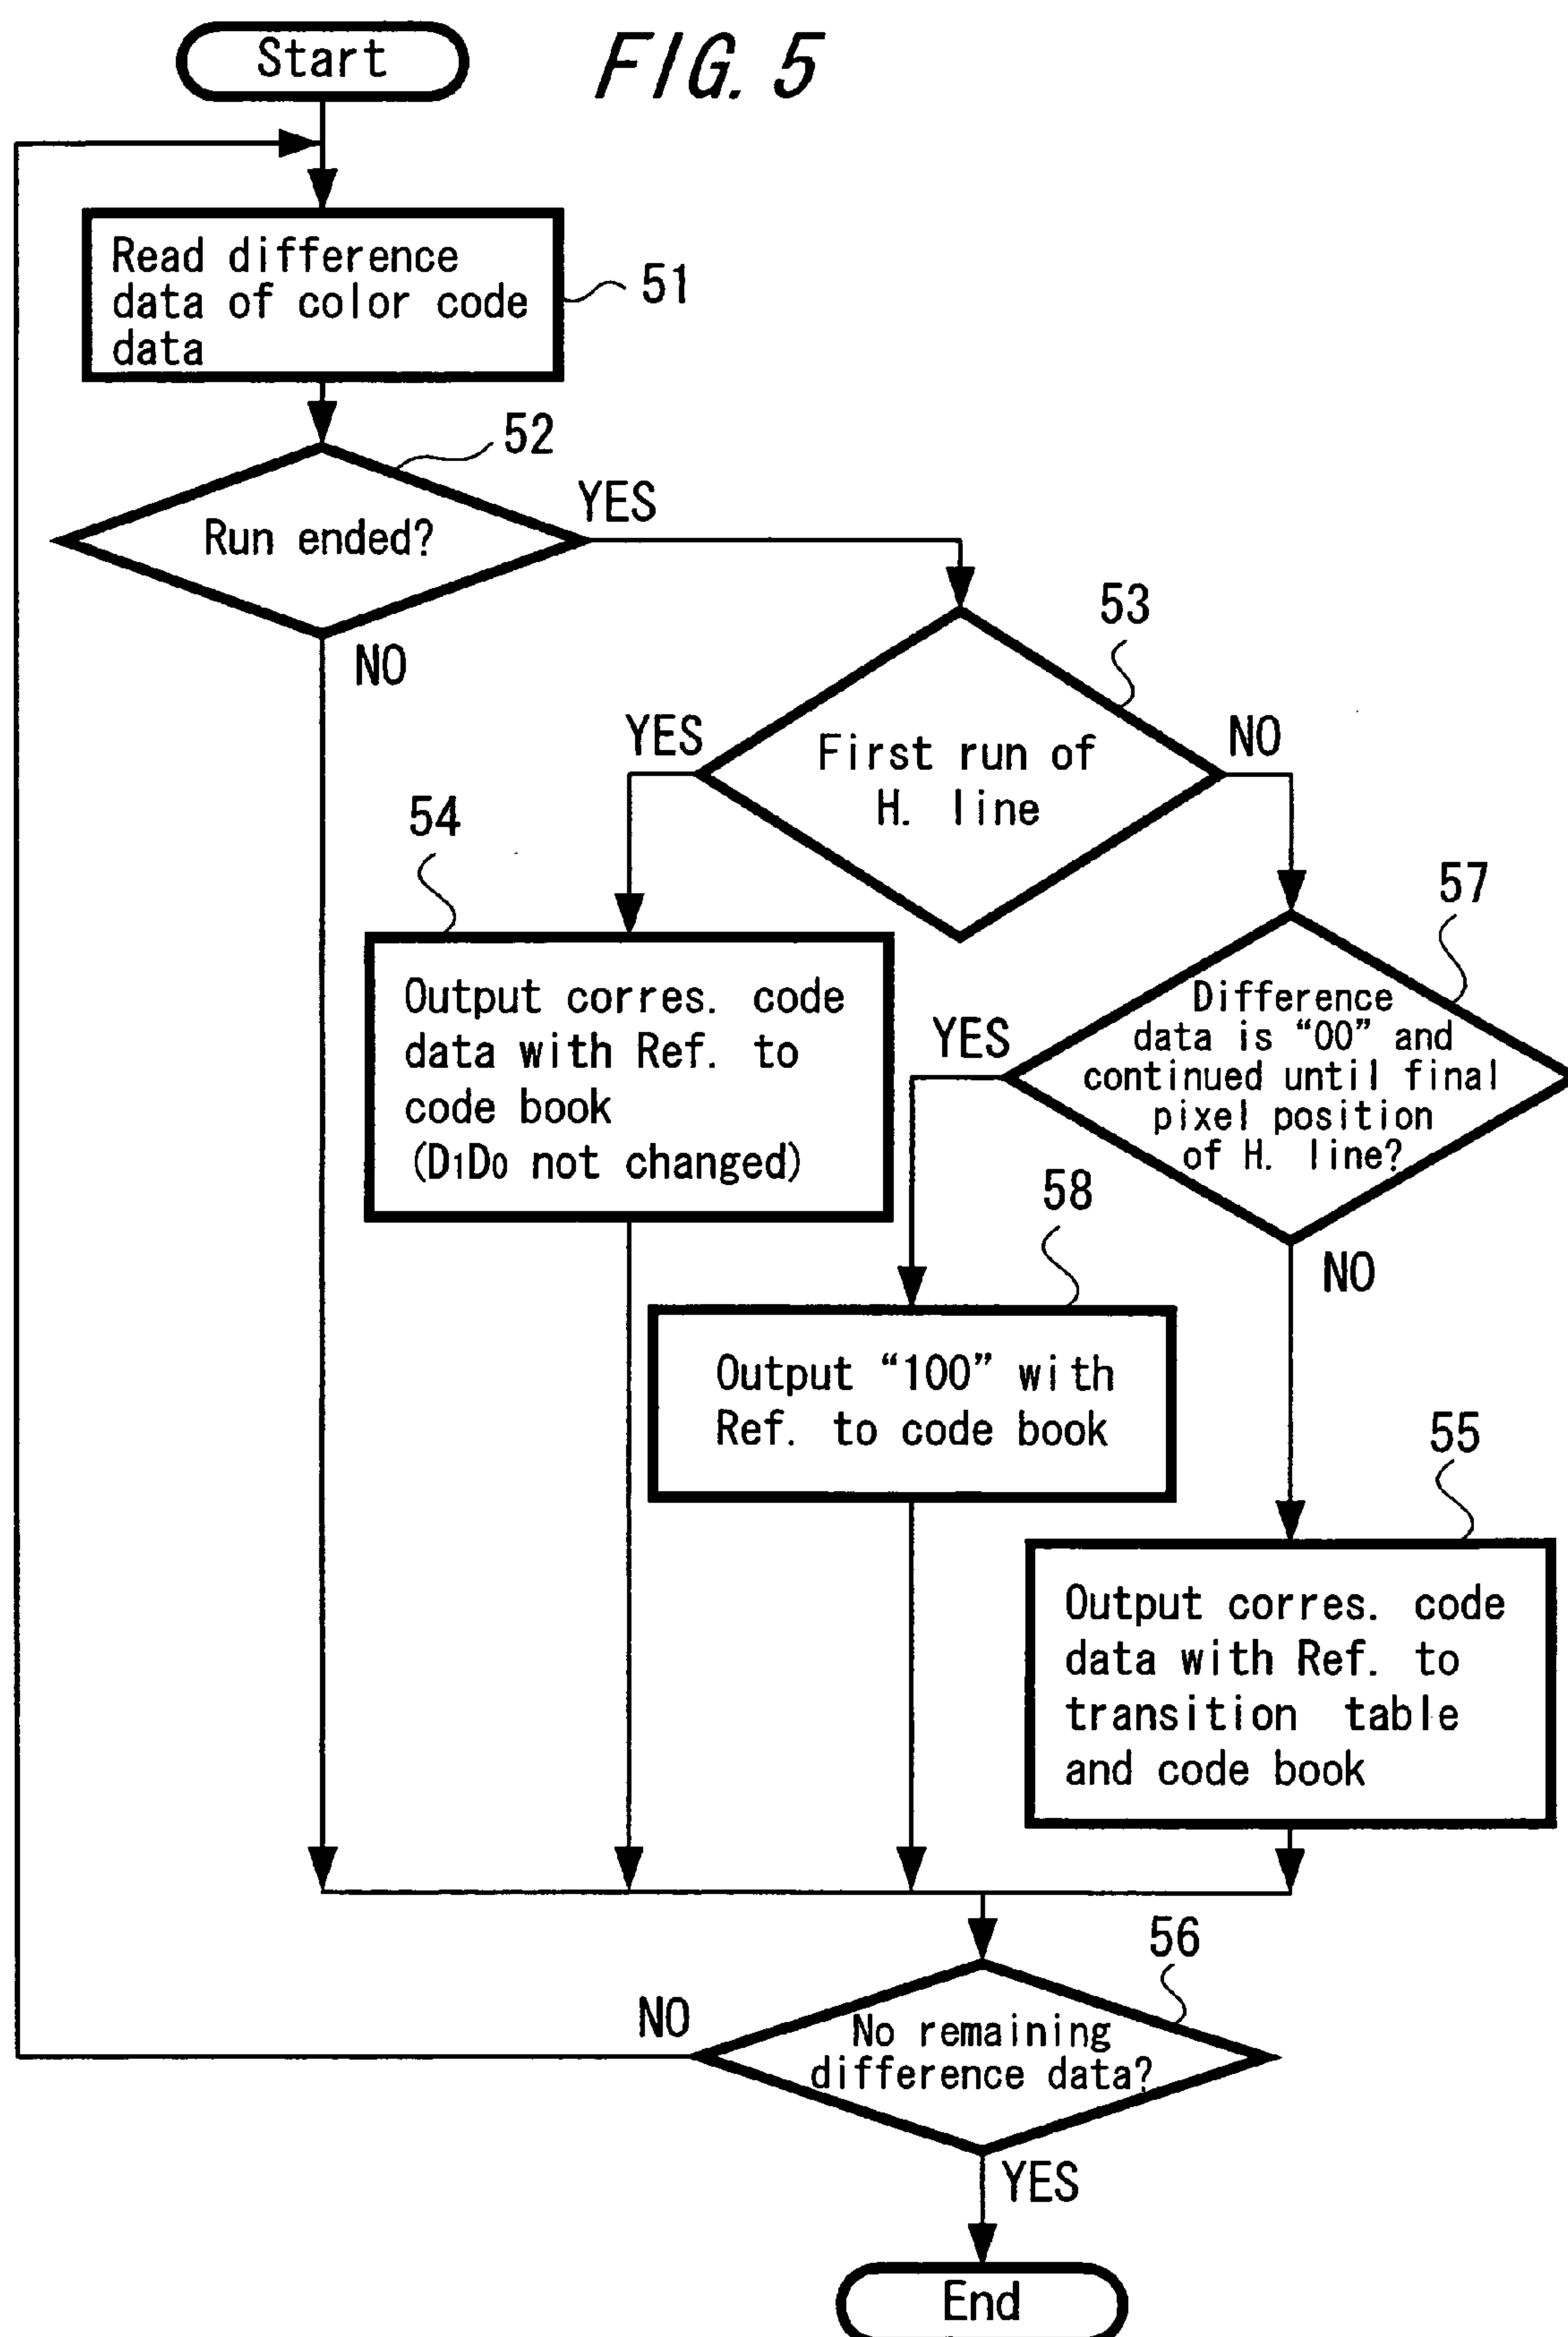 Start
FIG. 5
Read difference
data of color code
data
51
52
YES
Run ended?
NO
53
YES
First run of
H. line
NO
54
57
Output corres. code
data with Ref. to
code book
(D1D0 not changed)
YES
Difference
data is “00” and
continued until final
pixel position
of H. line?
58
NO
Output “100” with
Ref. to code book
55
Output corres. code
data with Ref. to
transition table
and code book
56
NO
No remaining
difference data?
YES
End